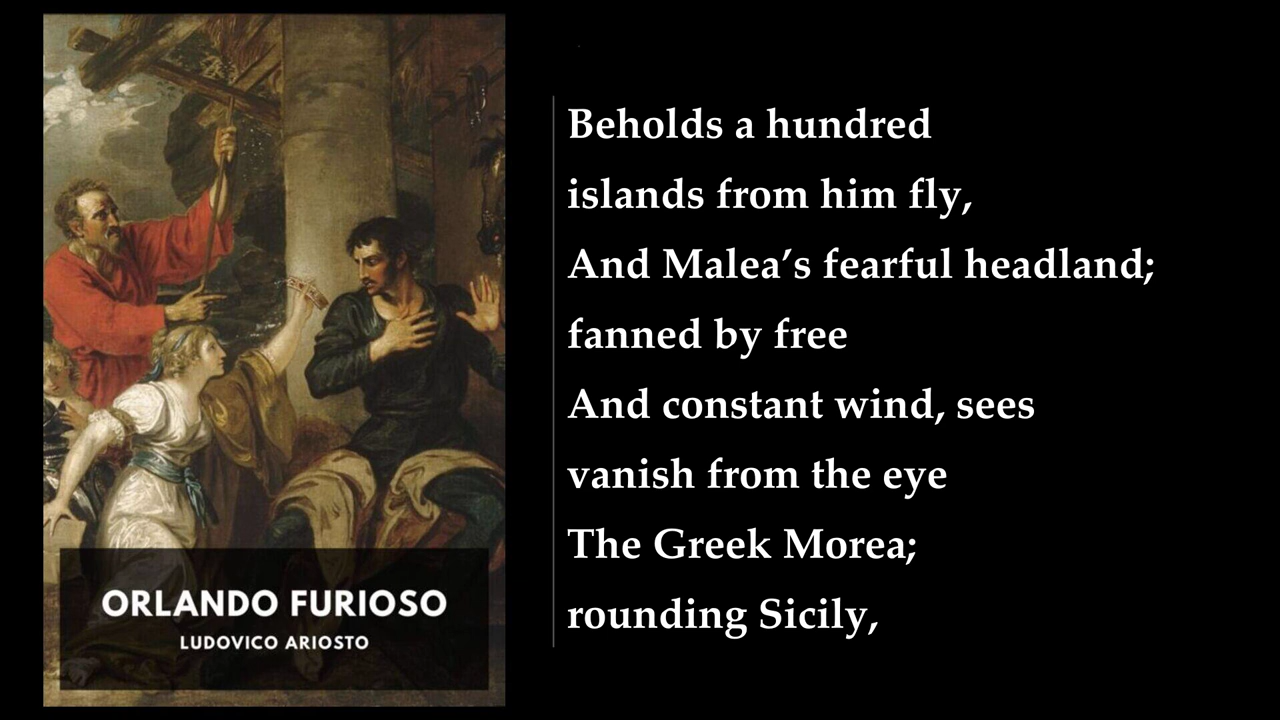 ORLANDO FURIOSO
LUDOVICO ARIOSTO
Beholds a hundred
islands from him fly,
And Malea’s fearful headland;
fanned by free
And constant wind, sees
vanish from the eye
The Greek Morea;
rounding Sicily,